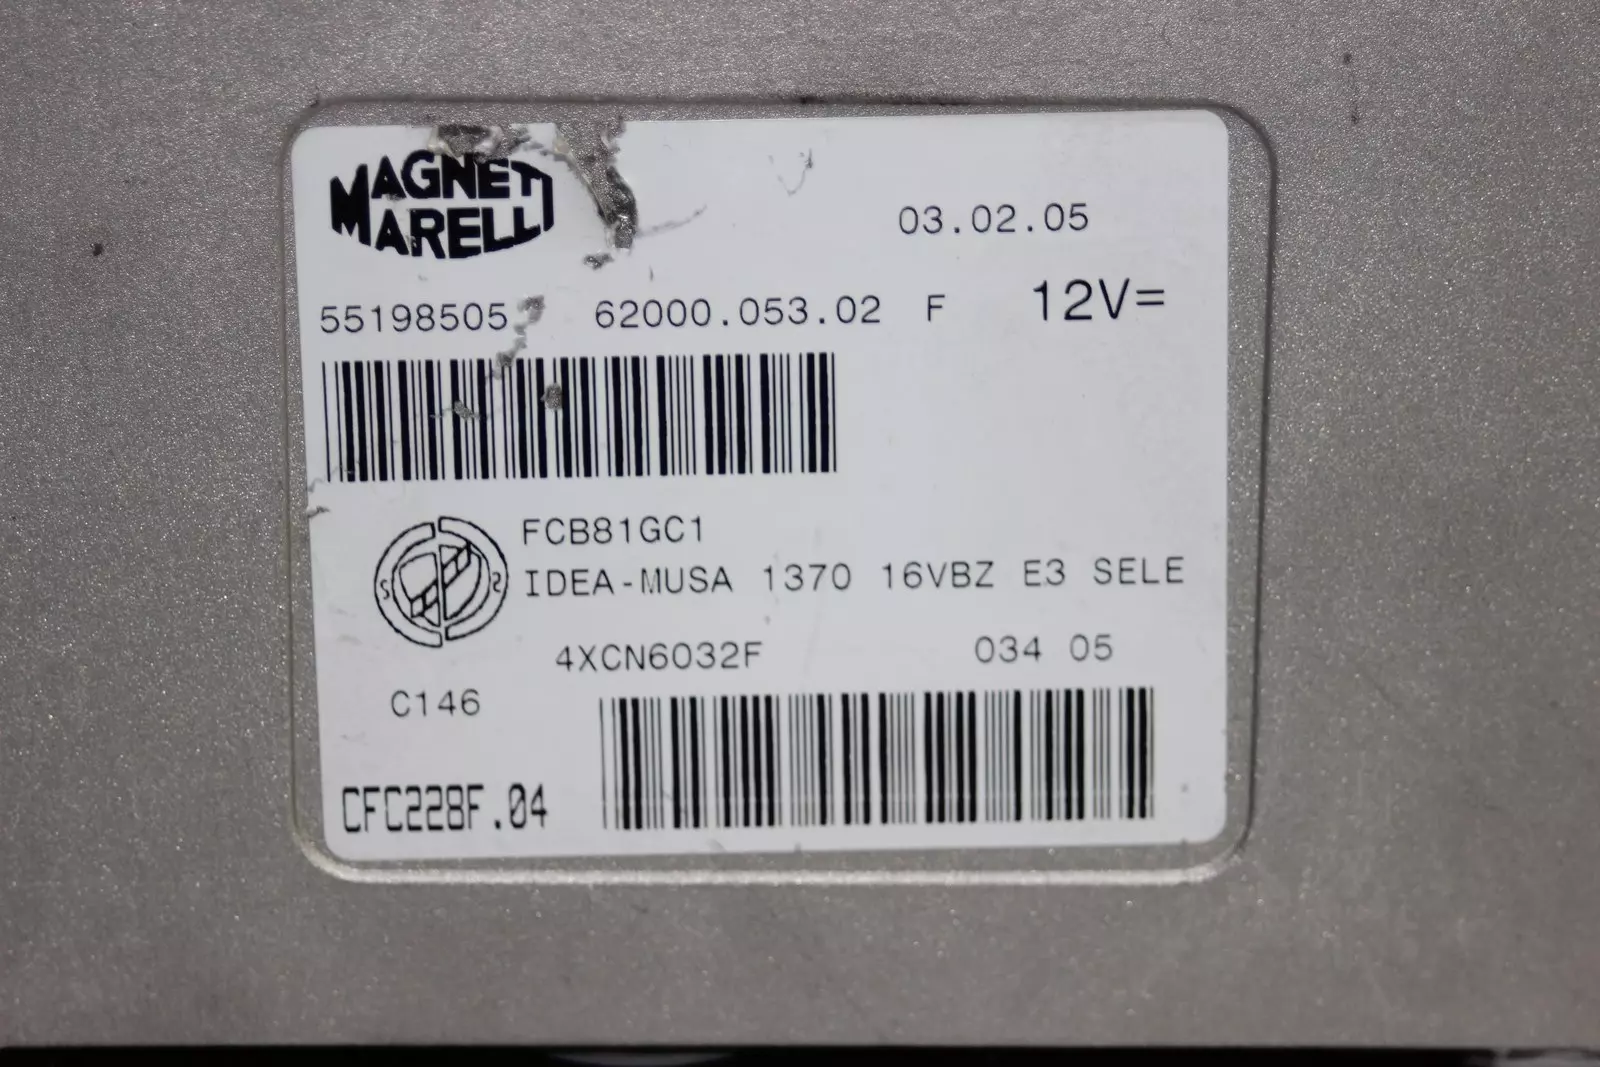 MAGNETI
MARELLI
03.02.05
55198505 62000.053.02 F 12V=
FCB81GC1
IDEA-MUSA 1370 16VBZ E3 SELE
4XCN6032F 034 05
C146
CFC228F.04